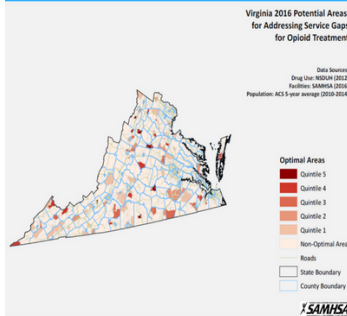 Virginia 2016 Potential Areas
for Addressing Service Gaps
for Opioid Treatment
Data Sources
Drug Use: NSDUH (2012
Facilities: SAMHSA (2016
Population: ACS 5-year average (2010-2014
Optimal Areas
Quintile 5
Quintile 4
Quintile 3
Quintile 2
Quintile 1
Non-Optimal Area
Roads
State Boundary
County Boundary
SAMHSA